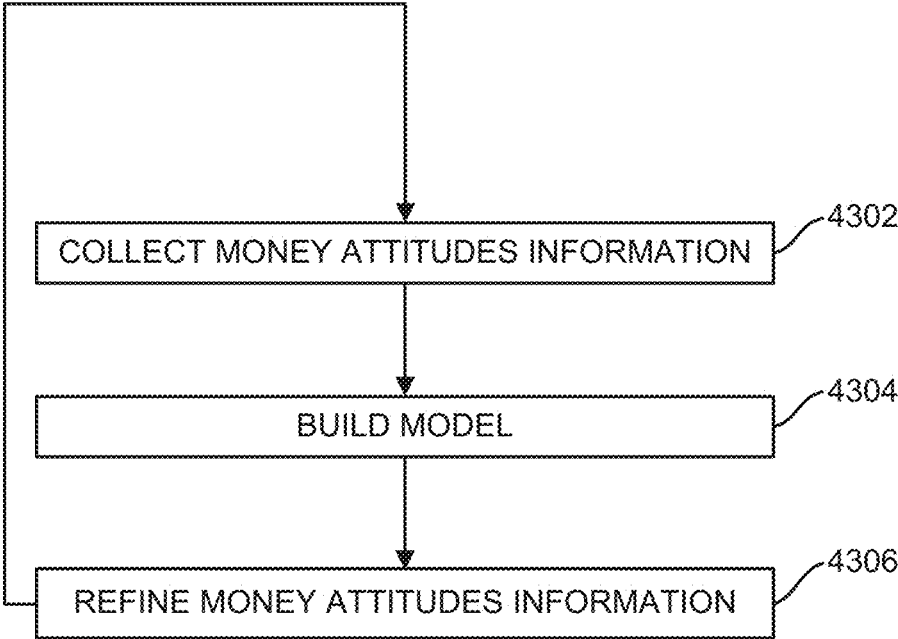 4302
COLLECT MONEY ATTITUDES INFORMATION
4304
BUILD MODEL
4306
REFINE MONEY ATTITUDES INFORMATION